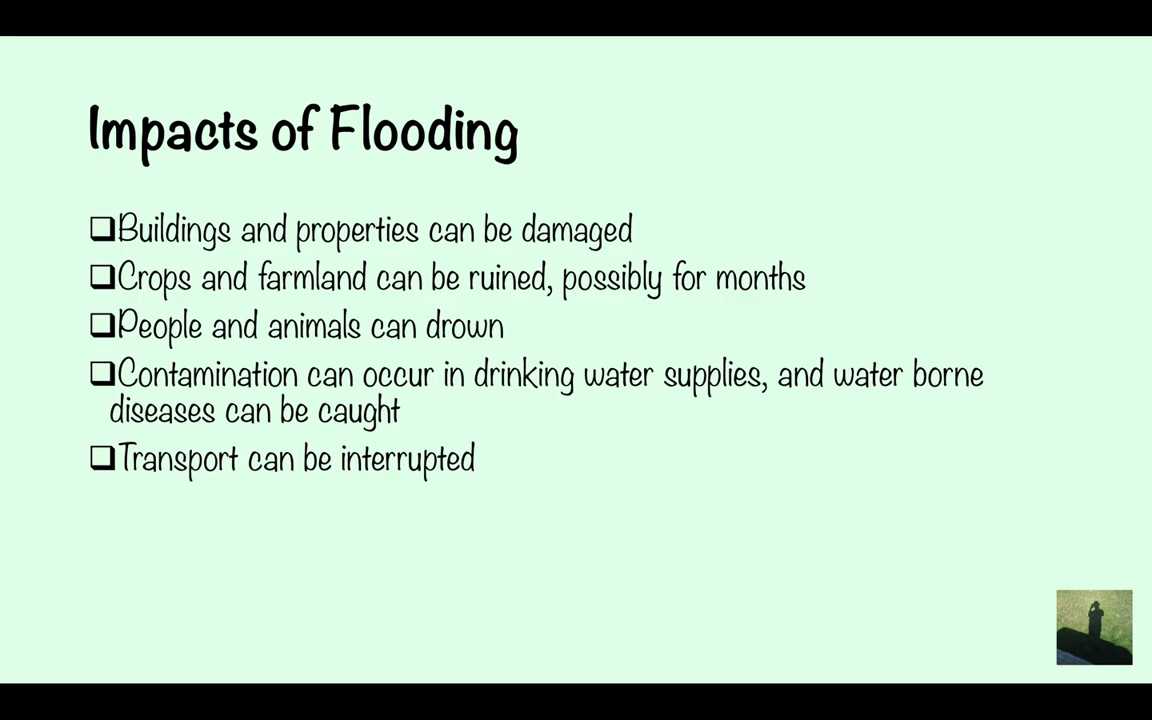 Impacts of Flooding
❑Buildings and properties can be damaged
❑Crops and farmland can be ruined, possibly for months
❑People and animals can drown
❑Contamination can occur in drinking water supplies, and water borne
diseases can be caught
❑Transport can be interrupted